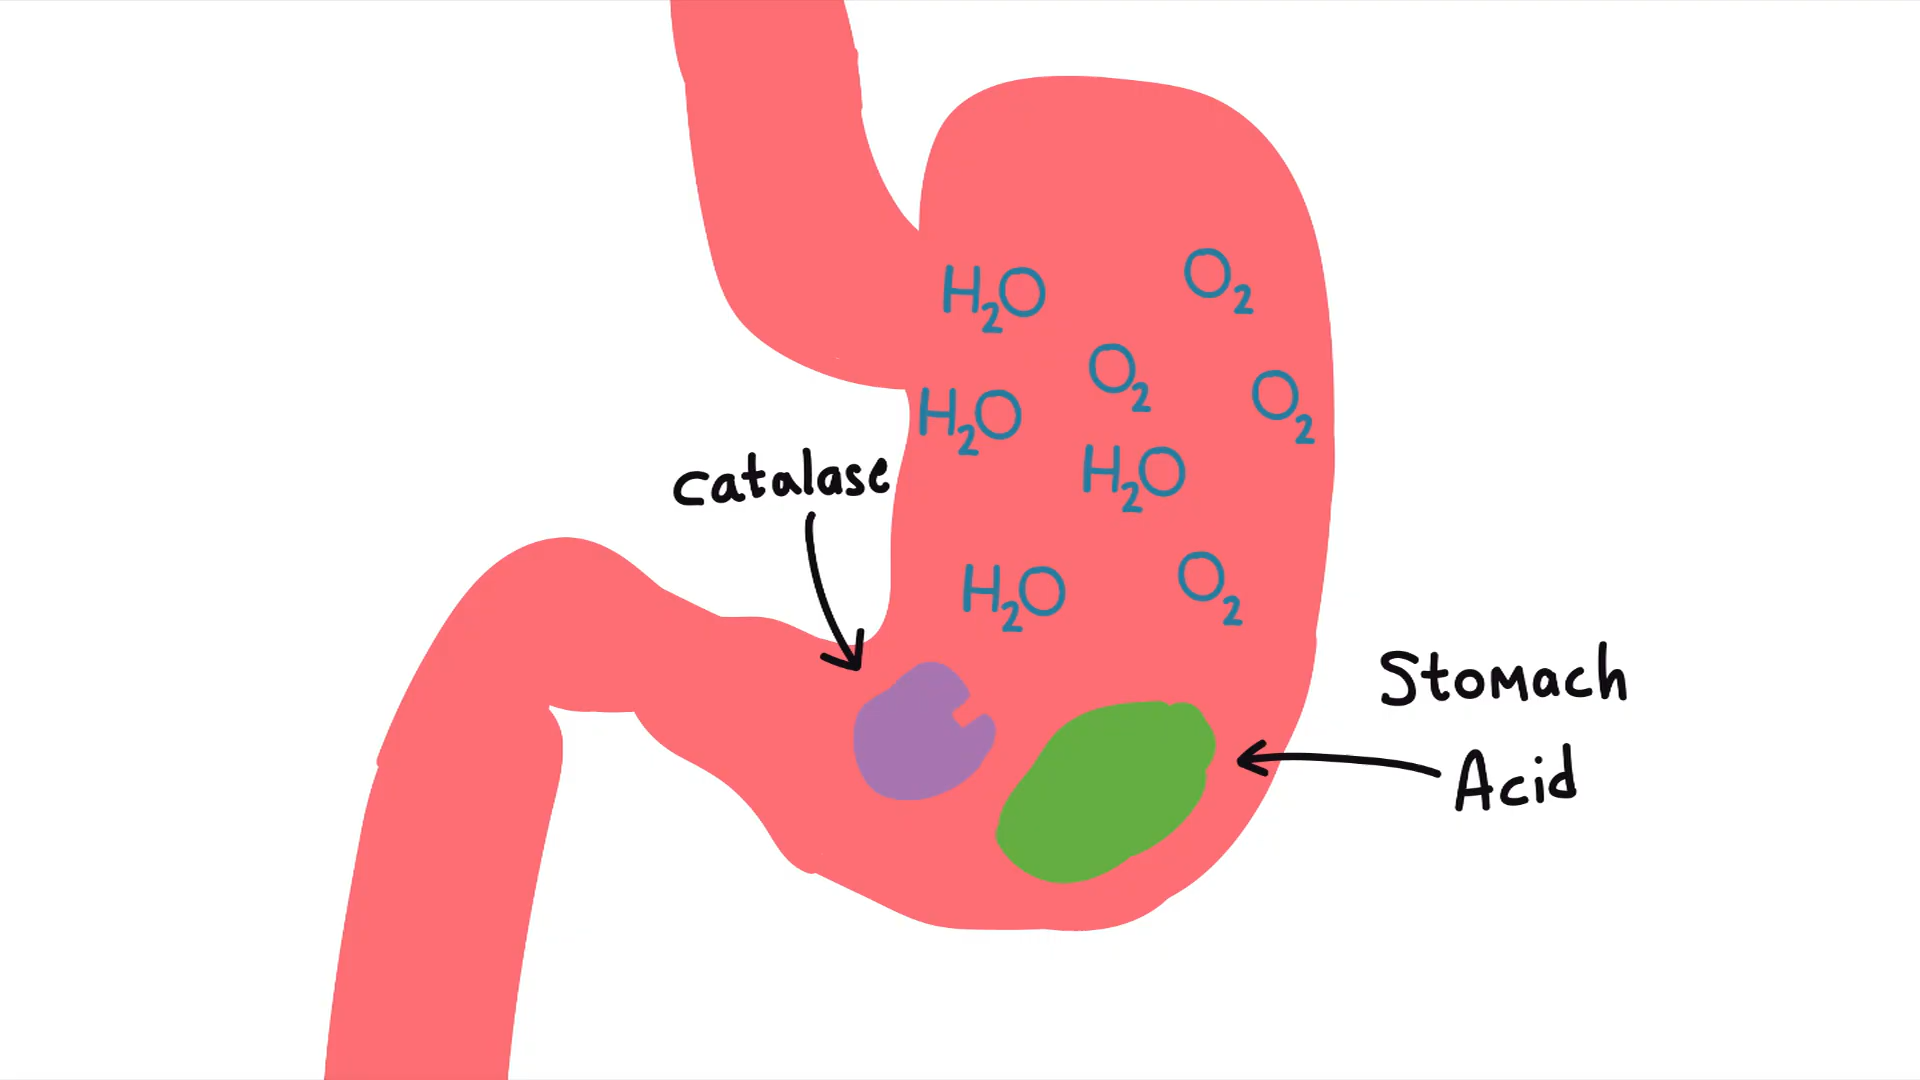 H₂O
O₂
O₂
O₂
H₂O
H₂O
catalase
H₂O
O₂
Stomach
Acid